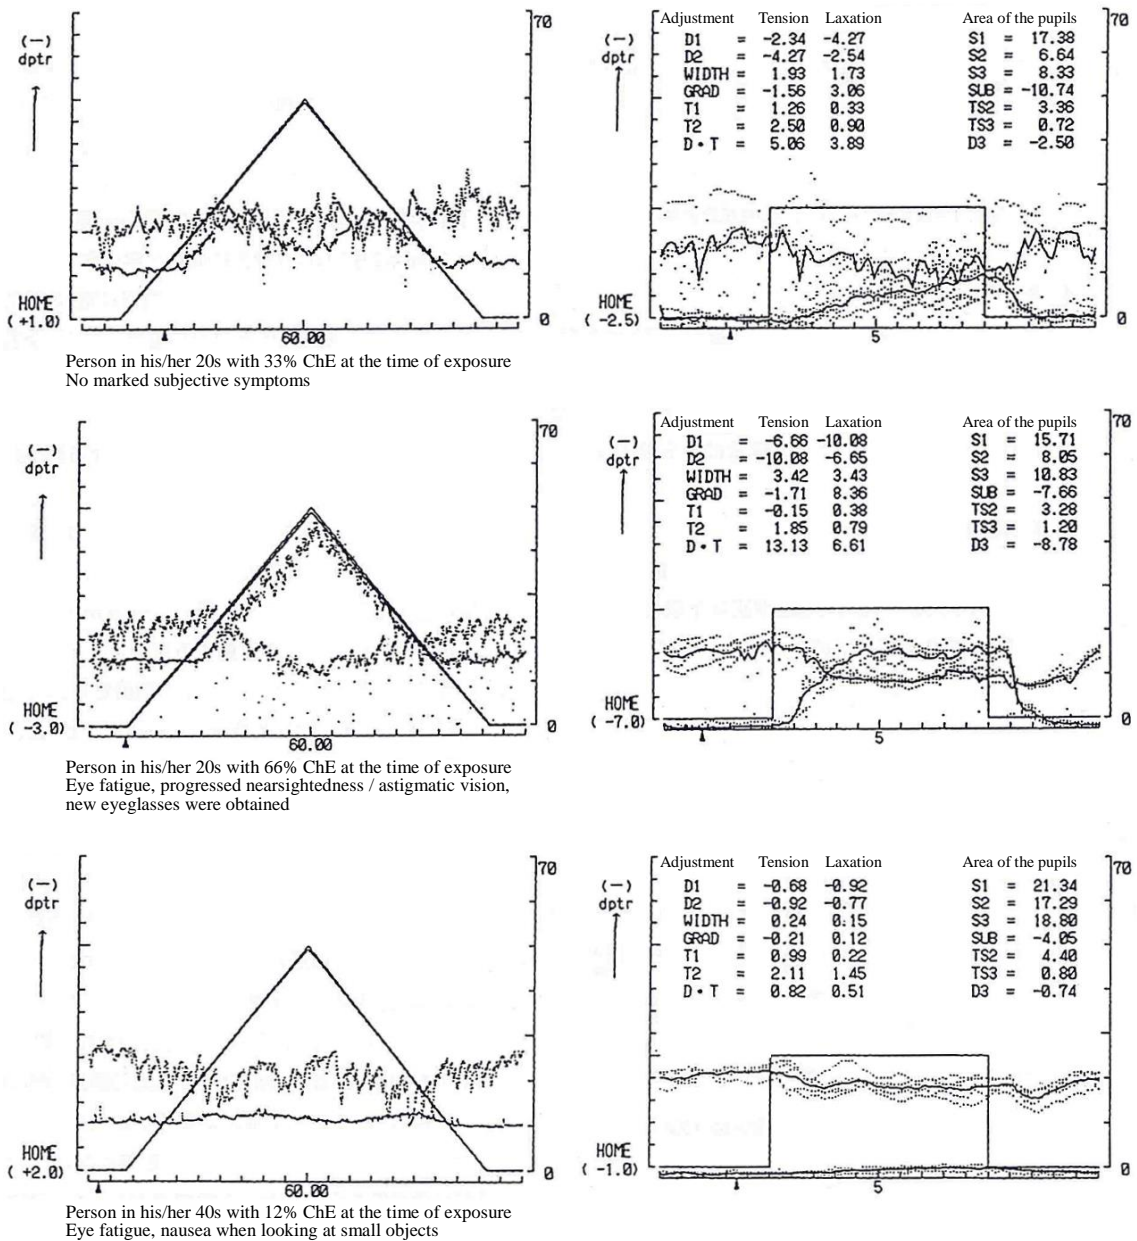 70
(—)
dptr
HOME
( +1.0)
60.00
0
Person in his/her 20s with 33% ChE at the time of exposure
No marked subjective symptoms
70
(—)
dptr
Adjustment Tension Laxation Area of the pupils
D1 = -2.34 -4.27 S1 = 17.38
D2 = -4.27 -2.54 S2 = 6.64
WIDTH = 1.93 1.73 S3 = 8.33
GRAD = -1.56 3.06 SUB = -10.74
T1 = 1.26 0.33 TS2 = 3.36
T2 = 2.50 0.90 TS3 = 0.72
D·T = 5.06 3.89 D3 = -2.50
HOME
( -2.5)
5
0
70
(—)
dptr
HOME
( -3.0)
60.00
0
Person in his/her 20s with 66% ChE at the time of exposure
Eye fatigue, progressed nearsightedness / astigmatic vision,
new eyeglasses were obtained
70
(—)
dptr
Adjustment Tension Laxation Area of the pupils
D1 = -6.66 -10.08 S1 = 15.71
D2 = -10.08 -6.65 S2 = 8.05
WIDTH = 3.42 3.43 S3 = 10.83
GRAD = -1.71 8.36 SUB = -7.66
T1 = -0.15 0.38 TS2 = 3.28
T2 = 1.85 0.79 TS3 = 1.20
D·T = 13.13 6.61 D3 = -8.78
HOME
( -7.0)
5
0
70
(—)
dptr
HOME
( +2.0)
60.00
0
Person in his/her 40s with 12% ChE at the time of exposure
Eye fatigue, nausea when looking at small objects
70
(—)
dptr
Adjustment Tension Laxation Area of the pupils
D1 = -0.68 -0.92 S1 = 21.34
D2 = -0.92 -0.77 S2 = 17.29
WIDTH = 0.24 0.15 S3 = 18.80
GRAD = -0.21 0.12 SUB = -4.05
T1 = 0.99 0.22 TS2 = 4.40
T2 = 2.11 1.45 TS3 = 0.80
D·T = 0.82 0.51 D3 = -0.74
HOME
( -1.0)
5
0